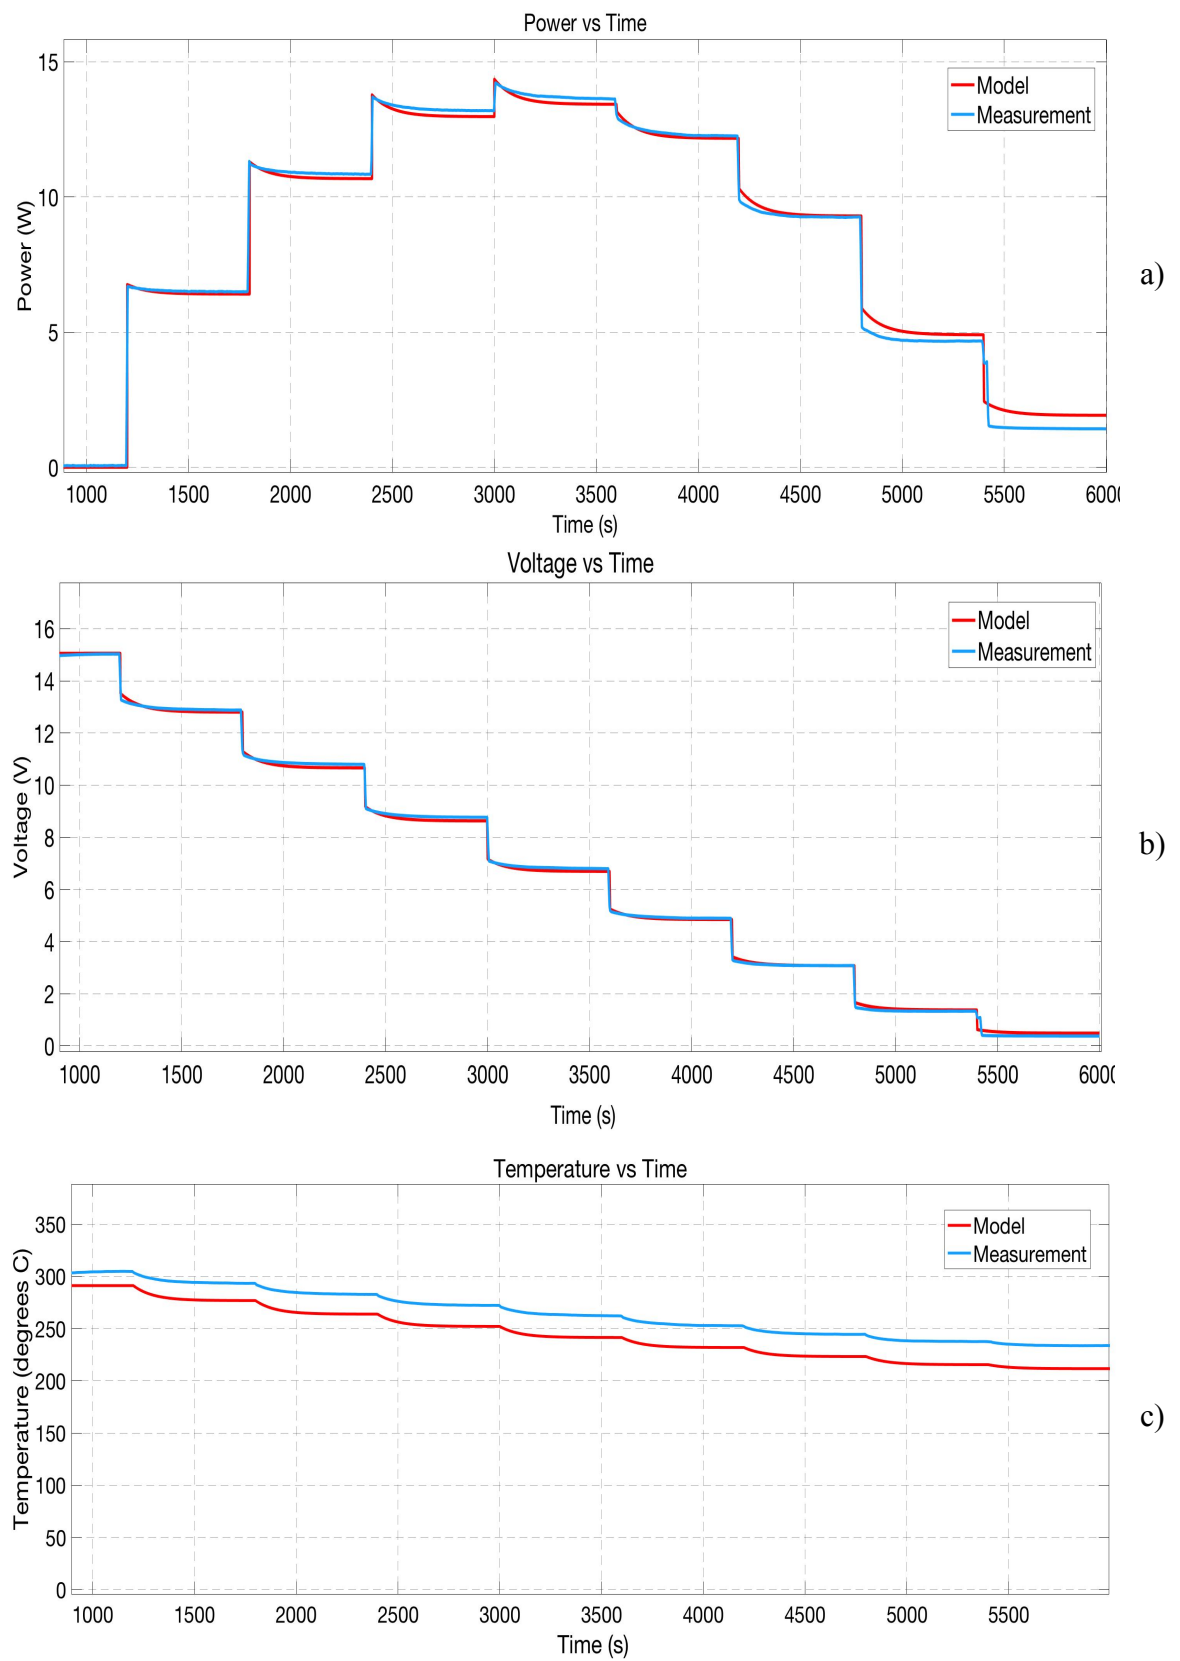 Power vs Time
15
10
5
0
Power (W)
Model
Measurement
a)
1000 1500 2000 2500 3000 3500 4000 4500 5000 5500 6000
Time (s)
Voltage vs Time
16
14
12
10
8
6
4
2
0
Voltage (V)
Model
Measurement
b)
1000 1500 2000 2500 3000 3500 4000 4500 5000 5500 6000
Time (s)
Temperature vs Time
350
300
250
200
150
100
50
0
Temperature (degrees C)
Model
Measurement
c)
1000 1500 2000 2500 3000 3500 4000 4500 5000 5500
Time (s)